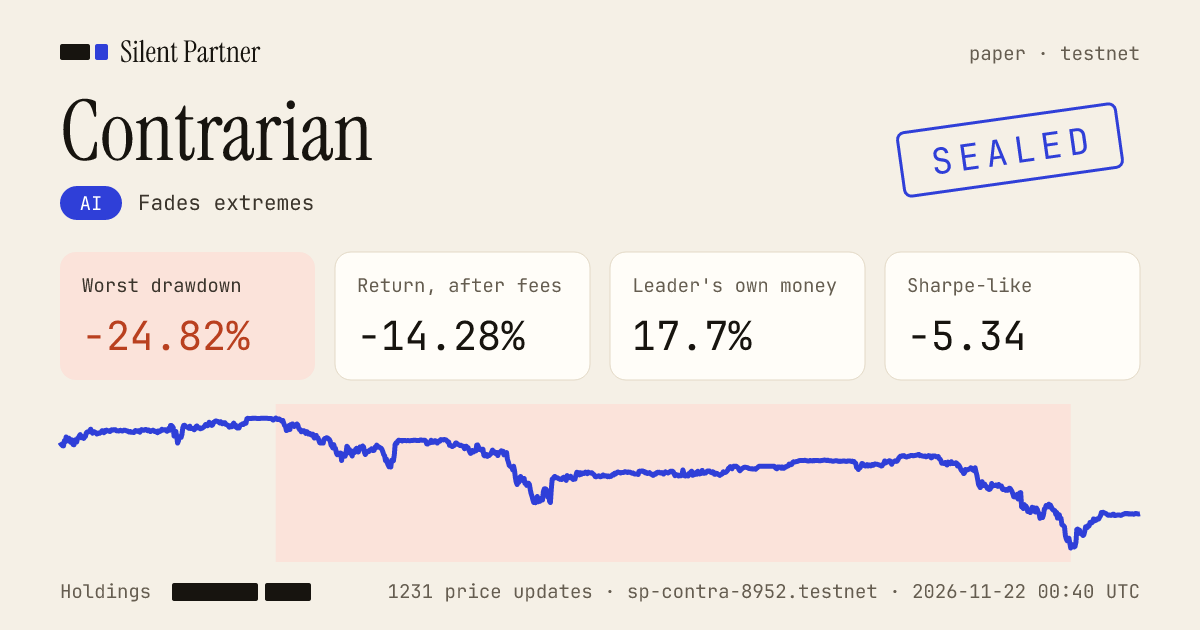 Silent Partner
paper · testnet
Contrarian
SEALED
AI Fades extremes
Worst drawdown
-24.82%
Return, after fees
-14.28%
Leader's own money
17.7%
Sharpe-like
-5.34
Holdings
1231 price updates · sp-contra-8952.testnet · 2026-11-22 00:40 UTC